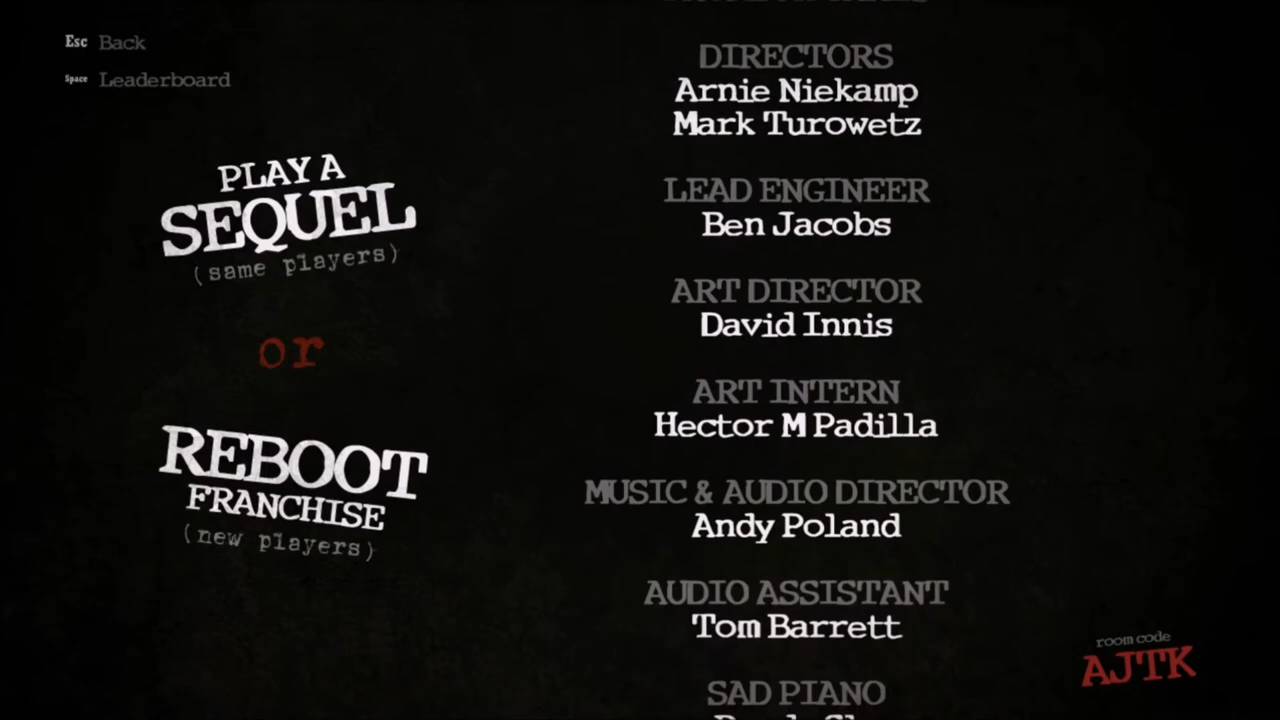 Esc Back
Space Leaderboard
PLAY A
SEQUEL
(same players)
or
REBOOT
FRANCHISE
(new players)
DIRECTORS
Arnie Niekamp
Mark Turowetz
LEAD ENGINEER
Ben Jacobs
ART DIRECTOR
David Innis
ART INTERN
Hector M Padilla
MUSIC & AUDIO DIRECTOR
Andy Poland
AUDIO ASSISTANT
Tom Barrett
SAD PIANO
room code
AJTK